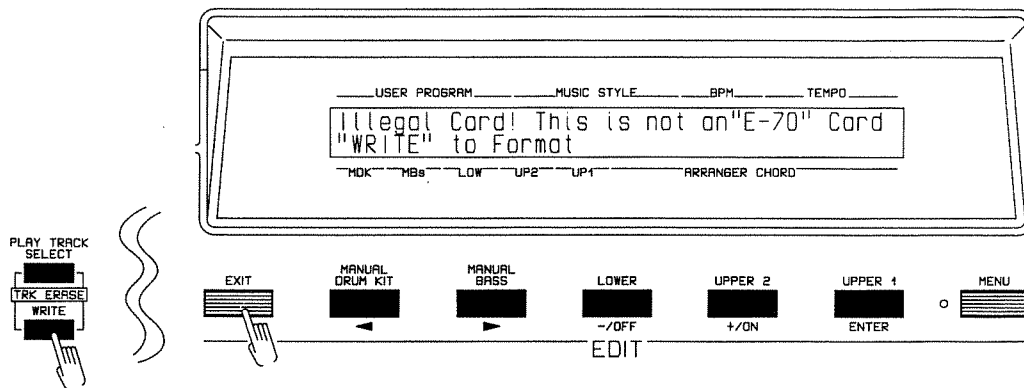 USER PROGRAM MUSIC STYLE BPM TEMPO
Illegal Card! This is not an"E-70" Card
"WRITE" to Format
MDK MBs LOW UP2 UP1 ARRANGER CHORD
PLAY TRACK
SELECT
TRK ERASE
WRITE
EXIT
MANUAL
DRUM KIT
◄
MANUAL
BASS
►
LOWER
-/OFF
UPPER 2
+/ON
UPPER 1
ENTER
MENU
EDIT